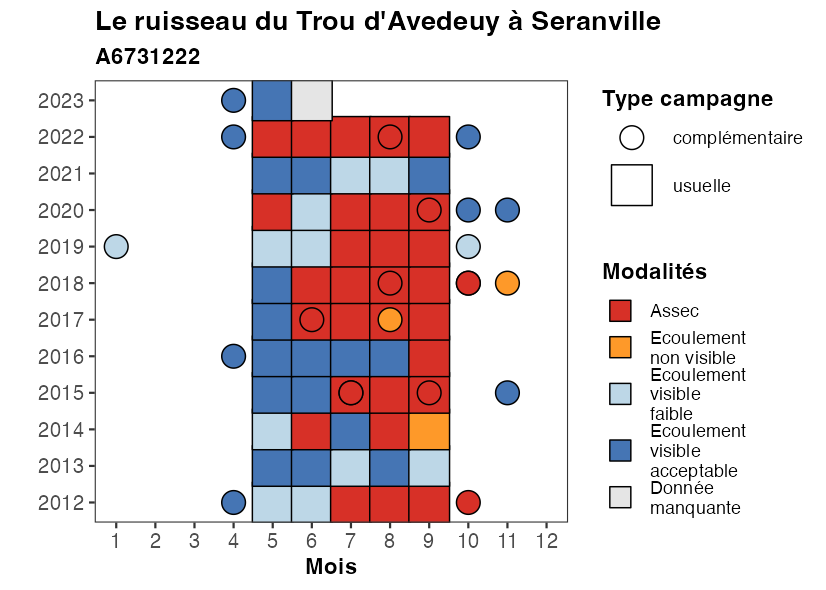 Le ruisseau du Trou d'Avedeuy à Seranville
A6731222
2023
2022
2021
2020
2019
2018
2017
2016
2015
2014
2013
2012
1 2 3 4 5 6 7 8 9 10 11 12
Mois
Type campagne
complémentaire
usuelle
Modalités
Assec
Ecoulement
non visible
Ecoulement
visible
faible
Ecoulement
visible
acceptable
Donnée
manquante